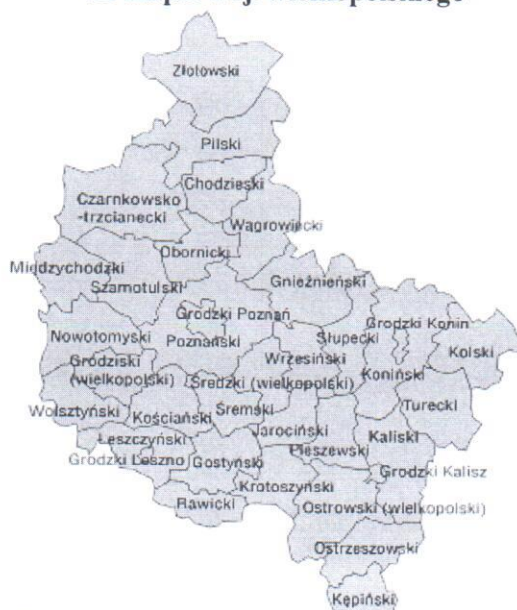 Złotowski
Pilski
Chodzieski
Czarnkowsko
-trzcianecki
Wągrowiecki
Obornicki
Międzychodzki
Szamotulski
Gnieźnieński
Grodzki Poznań
Słupecki
Grodzki Konin
Nowotomyski
Poznański
Wrzesiński
Kolski
Grodziski
(wielkopolski)
Średzki (wielkopolski)
Koniński
Turecki
Wolsztyński
Kościański
Śremski
Jarociński
Kaliski
Leszczyński
Pleszewski
Grodzki Leszno
Gostyński
Grodzki Kalisz
Krotoszyński
Rawicki
Ostrowski (wielkopolski)
Ostrzeszowski
Kępiński